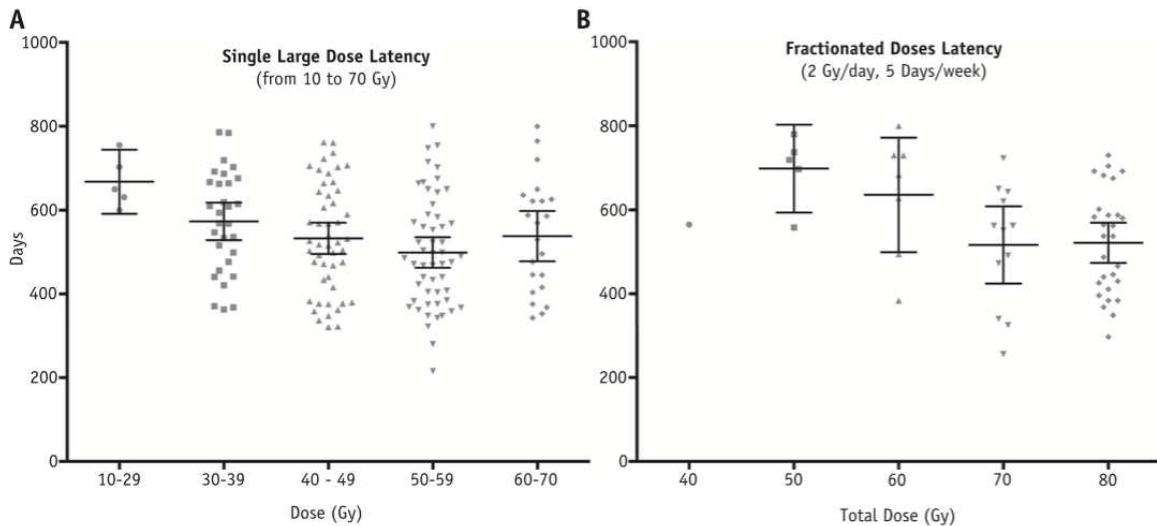 A
Single Large Dose Latency
(from 10 to 70 Gy)
1000
800
600
400
200
0
Days
10-29
30-39
40 - 49
50-59
60-70
Dose (Gy)
B
Fractionated Doses Latency
(2 Gy/day, 5 Days/week)
1000
800
600
400
200
0
40
50
60
70
80
Total Dose (Gy)